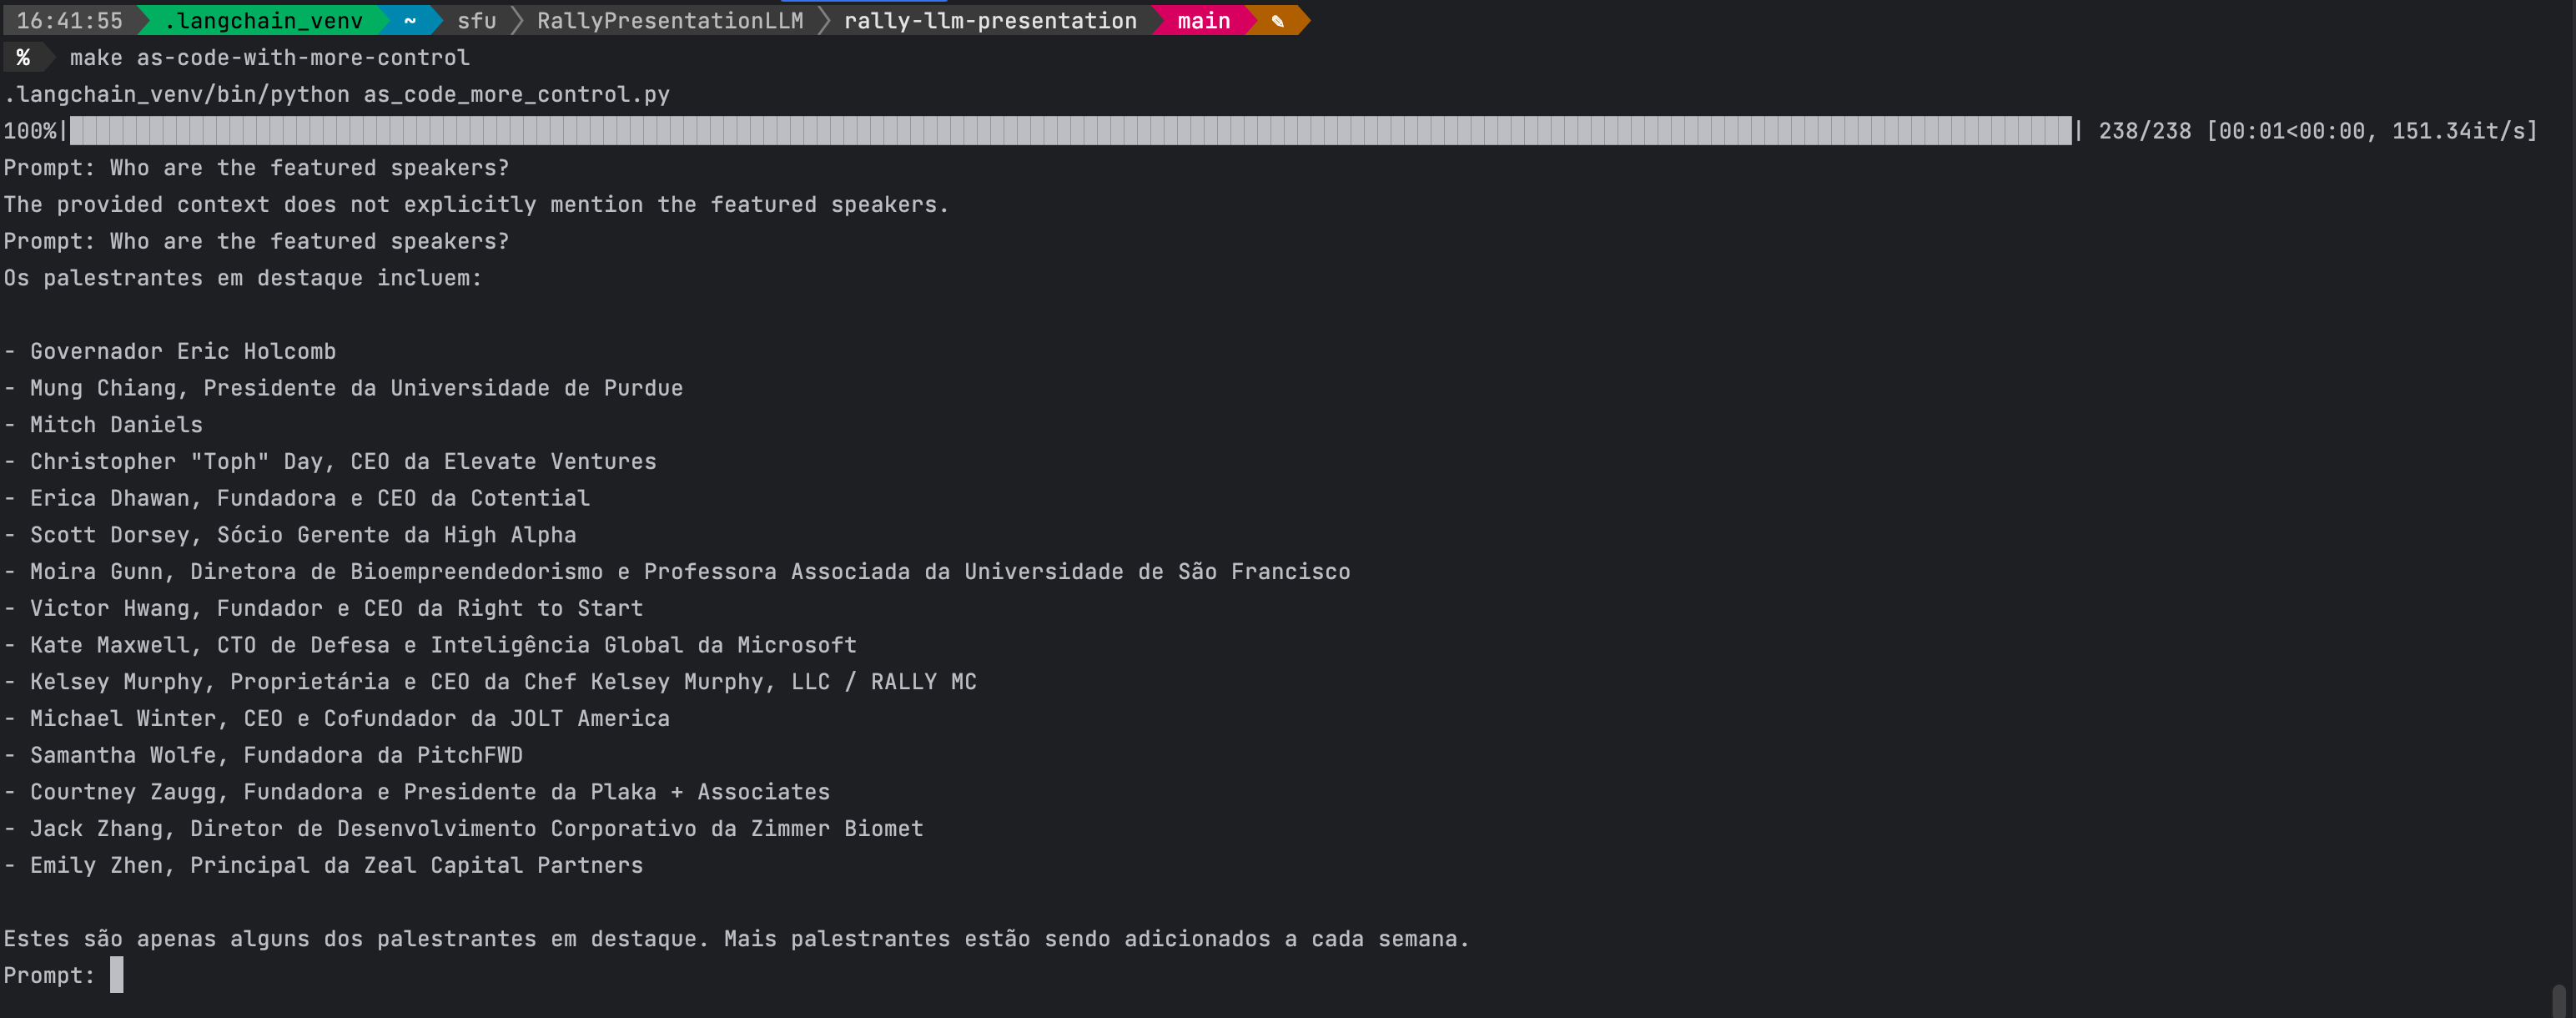 16:41:55 .langchain_venv ~ sfu RallyPresentationLLM rally-llm-presentation main ✎
% make as-code-with-more-control
.langchain_venv/bin/python as_code_more_control.py
100%| | 238/238 [00:01<00:00, 151.34it/s]
Prompt: Who are the featured speakers?
The provided context does not explicitly mention the featured speakers.
Prompt: Who are the featured speakers?
Os palestrantes em destaque incluem:
- Governador Eric Holcomb
- Mung Chiang, Presidente da Universidade de Purdue
- Mitch Daniels
- Christopher "Toph" Day, CEO da Elevate Ventures
- Erica Dhawan, Fundadora e CEO da Cotential
- Scott Dorsey, Sócio Gerente da High Alpha
- Moira Gunn, Diretora de Bioempreendedorismo e Professora Associada da Universidade de São Francisco
- Victor Hwang, Fundador e CEO da Right to Start
- Kate Maxwell, CTO de Defesa e Inteligência Global da Microsoft
- Kelsey Murphy, Proprietária e CEO da Chef Kelsey Murphy, LLC / RALLY MC
- Michael Winter, CEO e Cofundador da JOLT America
- Samantha Wolfe, Fundadora da PitchFWD
- Courtney Zaugg, Fundadora e Presidente da Plaka + Associates
- Jack Zhang, Diretor de Desenvolvimento Corporativo da Zimmer Biomet
- Emily Zhen, Principal da Zeal Capital Partners
Estes são apenas alguns dos palestrantes em destaque. Mais palestrantes estão sendo adicionados a cada semana.
Prompt: